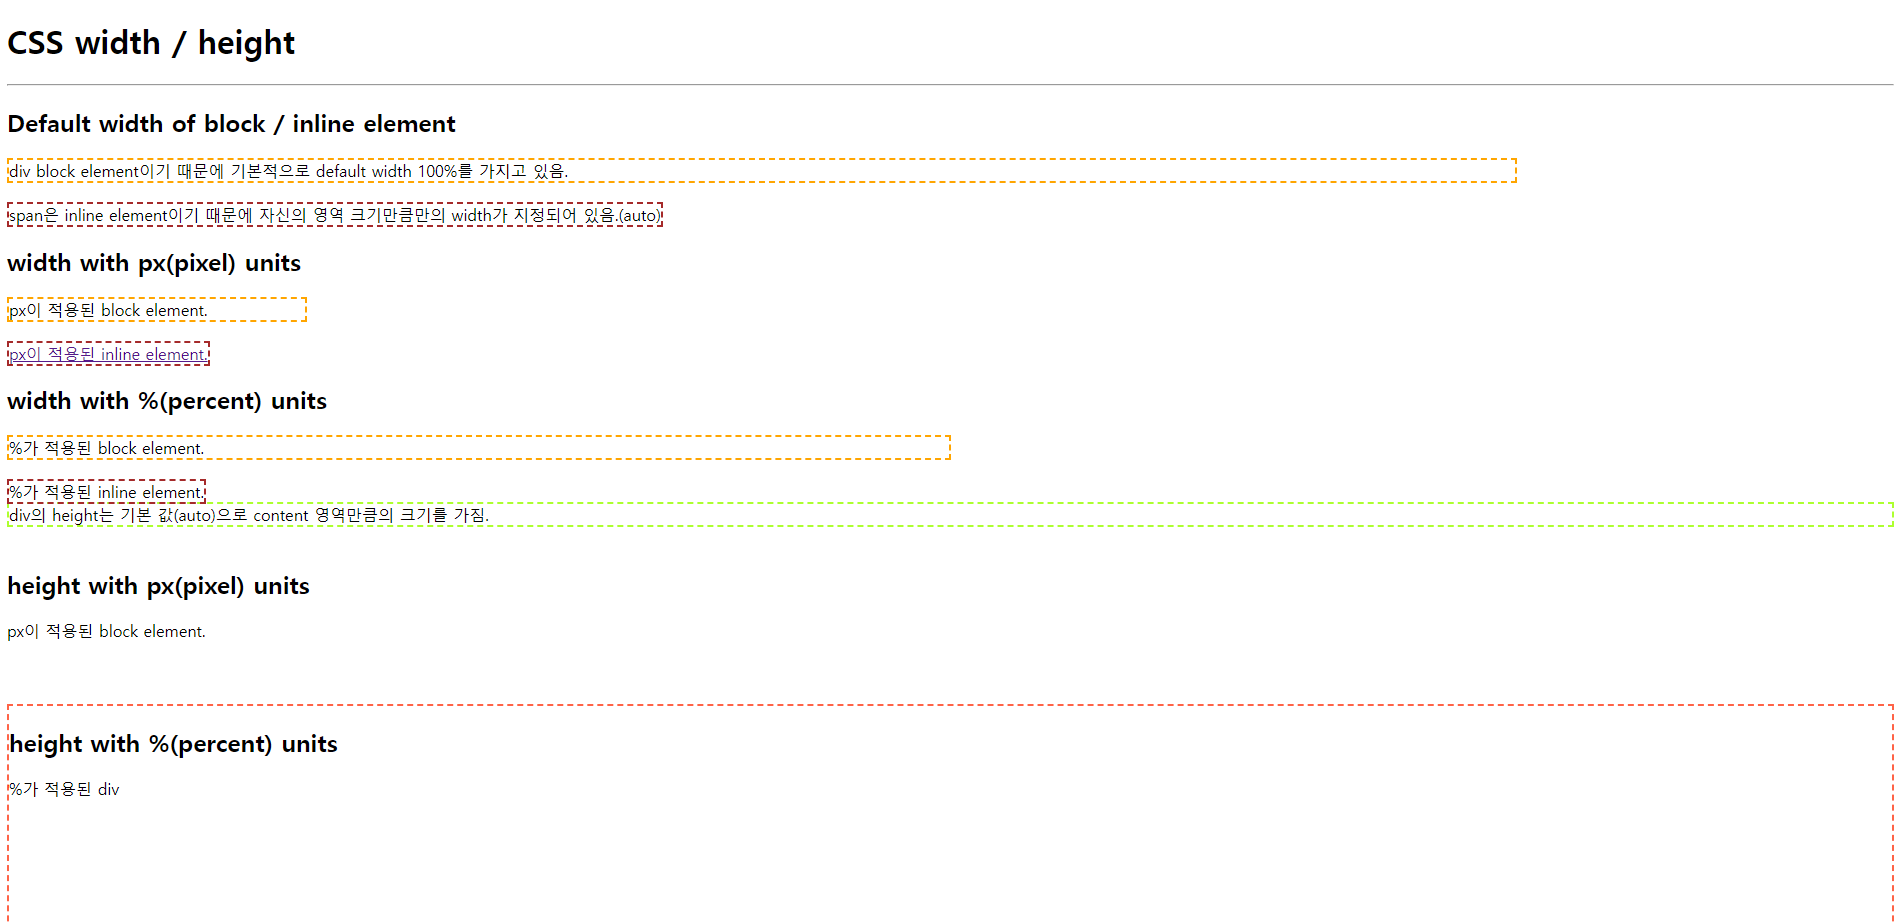 CSS width / height
Default width of block / inline element
div block element이기 때문에 기본적으로 default width 100%를 가지고 있음.
span은 inline element이기 때문에 자신의 영역 크기만큼만의 width가 지정되어 있음.(auto)
width with px(pixel) units
px이 적용된 block element.
px이 적용된 inline element.
width with %(percent) units
%가 적용된 block element.
%가 적용된 inline element.
div의 height는 기본 값(auto)으로 content 영역만큼의 크기를 가짐.
height with px(pixel) units
px이 적용된 block element.
height with %(percent) units
%가 적용된 div